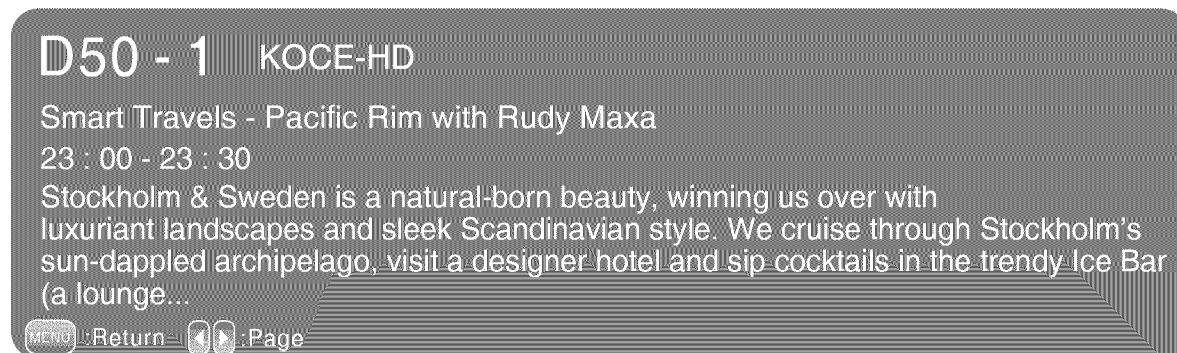 D50 - 1 KOCE-HD
Smart Travels - Pacific Rim with Rudy Maxa
23 : 00 - 23 : 30
Stockholm & Sweden is a natural-born beauty, winning us over with
luxuriant landscapes and sleek Scandinavian style. We cruise through Stockholm's
sun-dappled archipelago, visit a designer hotel and sip cocktails in the trendy Ice Bar
(a lounge...
MENU :Return ◀ ▶ :Page